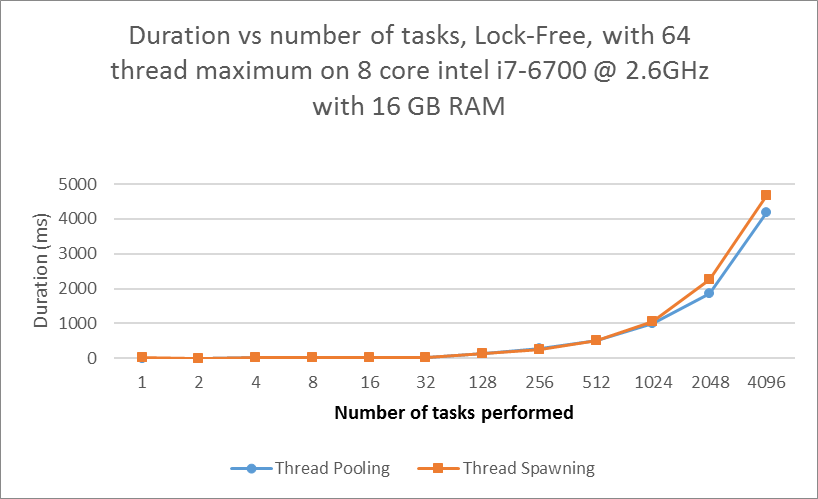 Duration vs number of tasks, Lock-Free, with 64
thread maximum on 8 core intel i7-6700 @ 2.6GHz
with 16 GB RAM
5000
4000
3000
2000
1000
0
Duration (ms)
1 2 4 8 16 32 128 256 512 1024 2048 4096
Number of tasks performed
Thread Pooling Thread Spawning